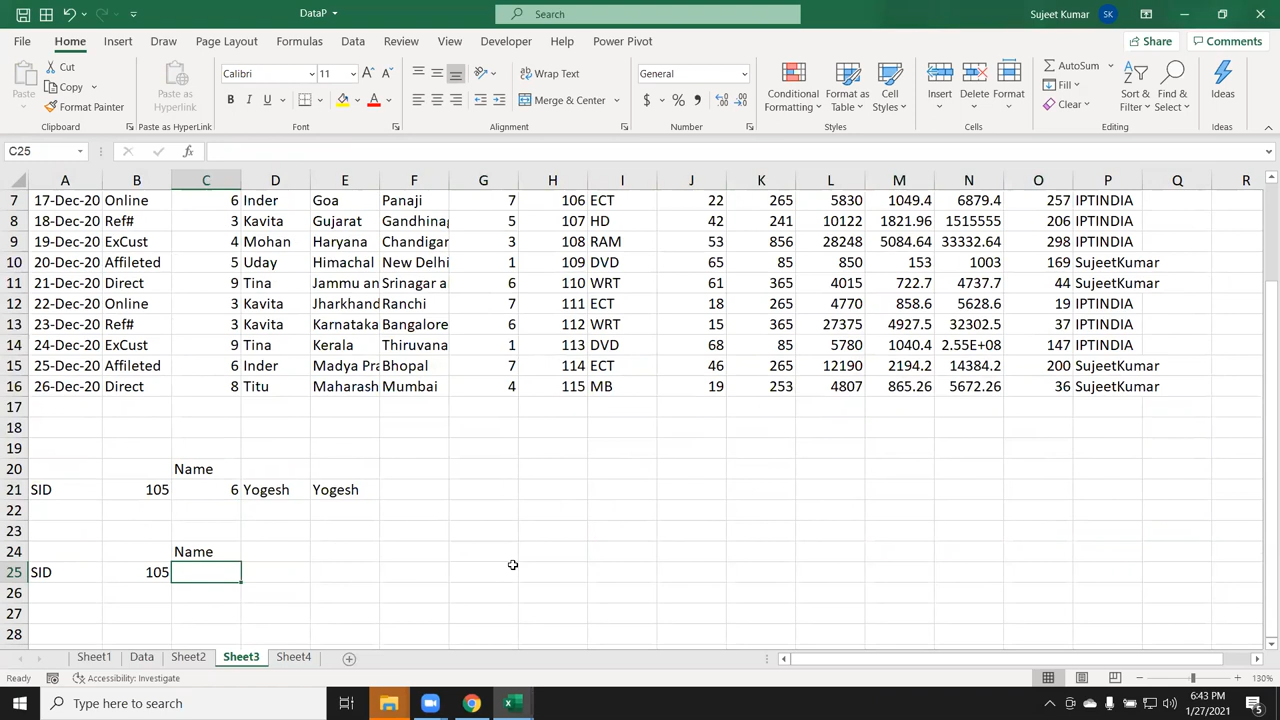 DataP
Search
Sujeet Kumar SK
File Home Insert Draw Page Layout Formulas Data Review View Developer Help Power Pivot Share Comments
Paste Cut Copy Format Painter Clipboard
Paste as Hyperlink Paste as HyperLink
Calibri 11 A A B I U A Font
ab Wrap Text Merge & Center Alignment
General $ % , Number
Conditional Formatting Format as Table Cell Styles Styles
Insert Delete Format Cells
AutoSum Fill Clear Sort & Filter Find & Select Editing
Ideas Ideas
C25 fx
A B C D E F G H I J K L M N O P Q R
7 17-Dec-20 Online 6 Inder Goa Panaji 7 106 ECT 22 265 5830 1049.4 6879.4 257 IPTINDIA
8 18-Dec-20 Ref# 3 Kavita Gujarat Gandhina 5 107 HD 42 241 10122 1821.96 1515555 206 IPTINDIA
9 19-Dec-20 ExCust 4 Mohan Haryana Chandigar 3 108 RAM 53 856 28248 5084.64 33332.64 298 IPTINDIA
10 20-Dec-20 Affileted 5 Uday Himachal New Delhi 1 109 DVD 65 85 850 153 1003 169 SujeetKumar
11 21-Dec-20 Direct 9 Tina Jammu an Srinagar a 6 110 WRT 61 365 4015 722.7 4737.7 44 SujeetKumar
12 22-Dec-20 Online 3 Kavita Jharkhand Ranchi 7 111 ECT 18 265 4770 858.6 5628.6 19 IPTINDIA
13 23-Dec-20 Ref# 3 Kavita Karnataka Bangalore 6 112 WRT 15 365 27375 4927.5 32302.5 37 IPTINDIA
14 24-Dec-20 ExCust 9 Tina Kerala Thiruvana 1 113 DVD 68 85 5780 1040.4 2.55E+08 147 IPTINDIA
15 25-Dec-20 Affileted 6 Inder Madya Pra Bhopal 7 114 ECT 46 265 12190 2194.2 14384.2 200 SujeetKumar
16 26-Dec-20 Direct 8 Titu Maharash Mumbai 4 115 MB 19 253 4807 865.26 5672.26 36 SujeetKumar
17
18
19
20 Name
21 SID 105 6 Yogesh Yogesh
22
23
24 Name
25 SID 105
26
27
28
Sheet1 Data Sheet2 Sheet3 Sheet4
Ready Accessibility: Investigate 130%
Type here to search
6:43 PM
1/27/2021